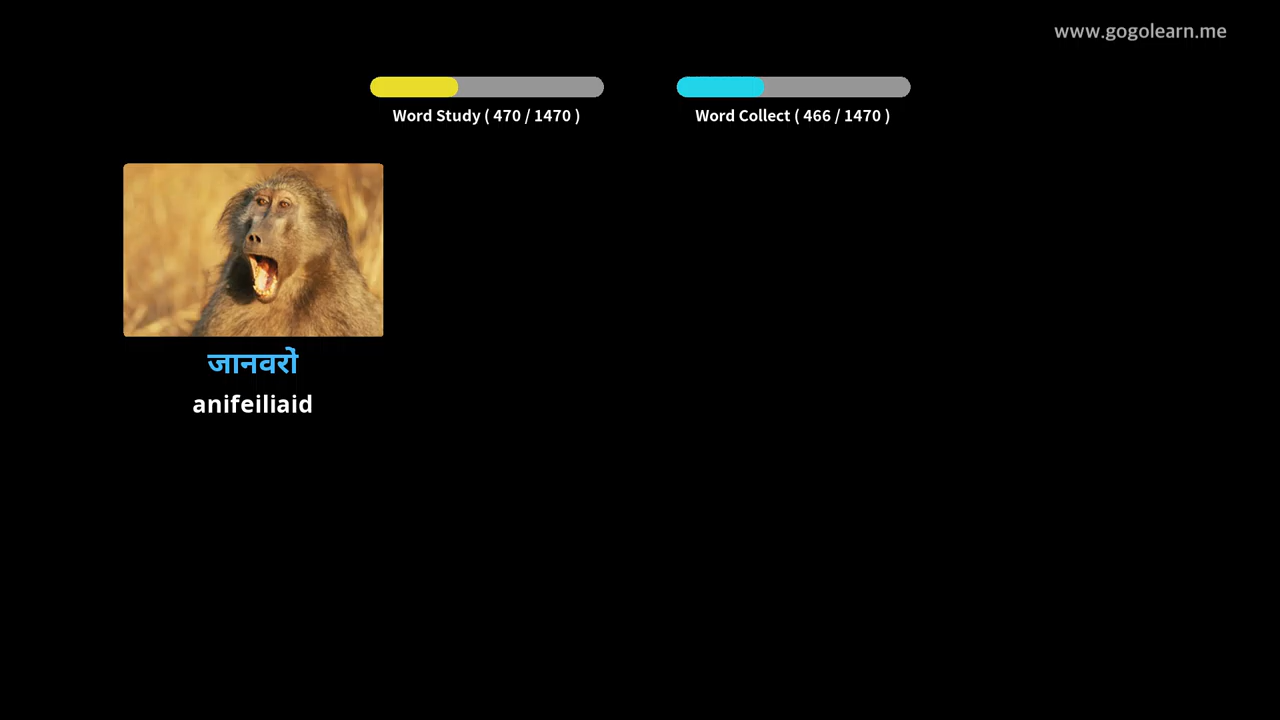 www.gogolearn.me
Word Study ( 470 / 1470 )
Word Collect ( 466 / 1470 )
जानवरो
anifeiliaid